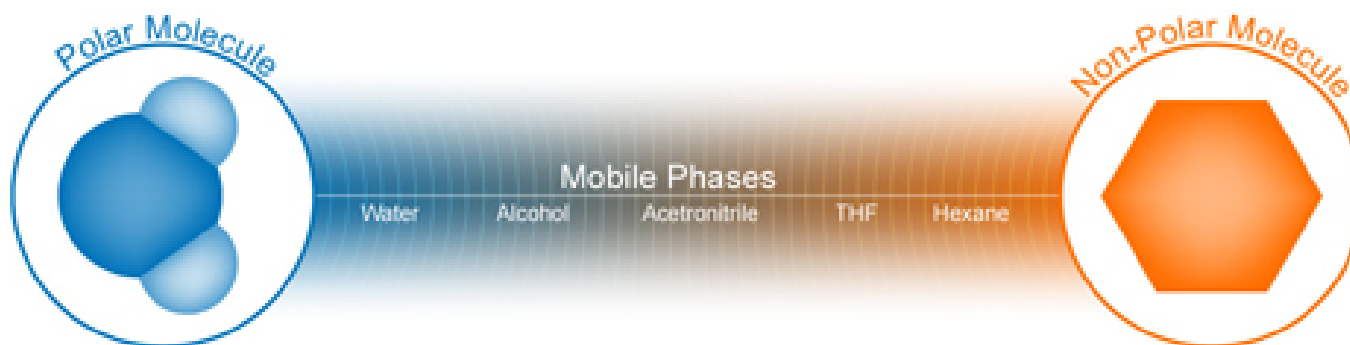 Polar Molecule
Non-Polar Molecule
Mobile Phases
Water Alcohol Acetronitrile THF Hexane